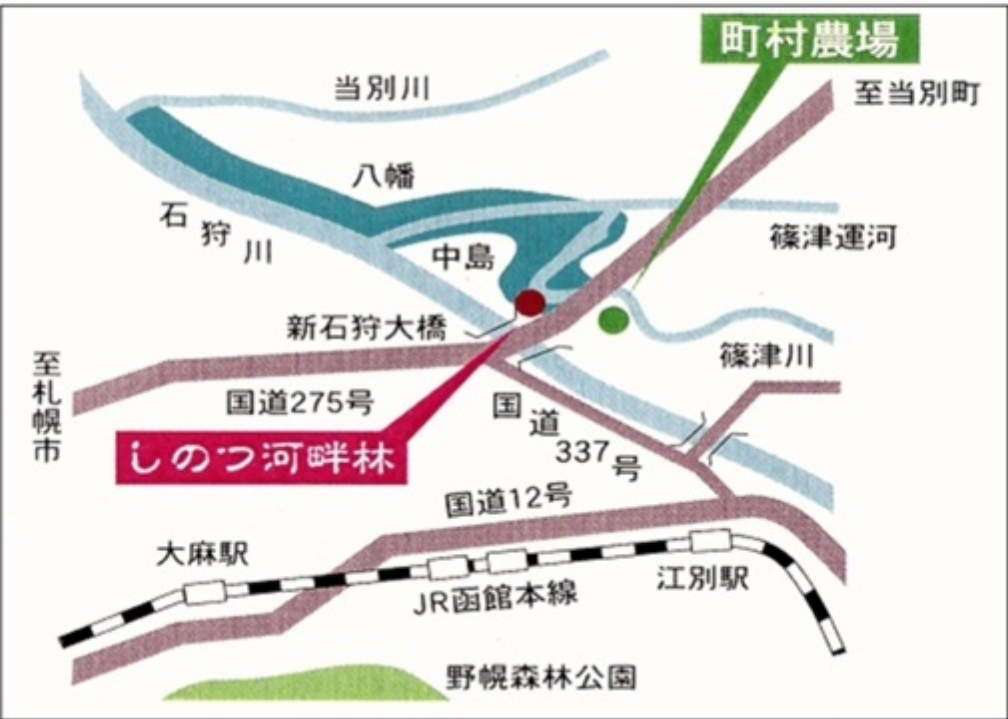 町村農場
当別川
至当別町
八幡
石狩川
篠津運河
中島
新石狩大橋
篠津川
至札幌市
国道275号
国道337号
しのつ河畔林
国道12号
大麻駅
JR函館本線
江別駅
野幌森林公園